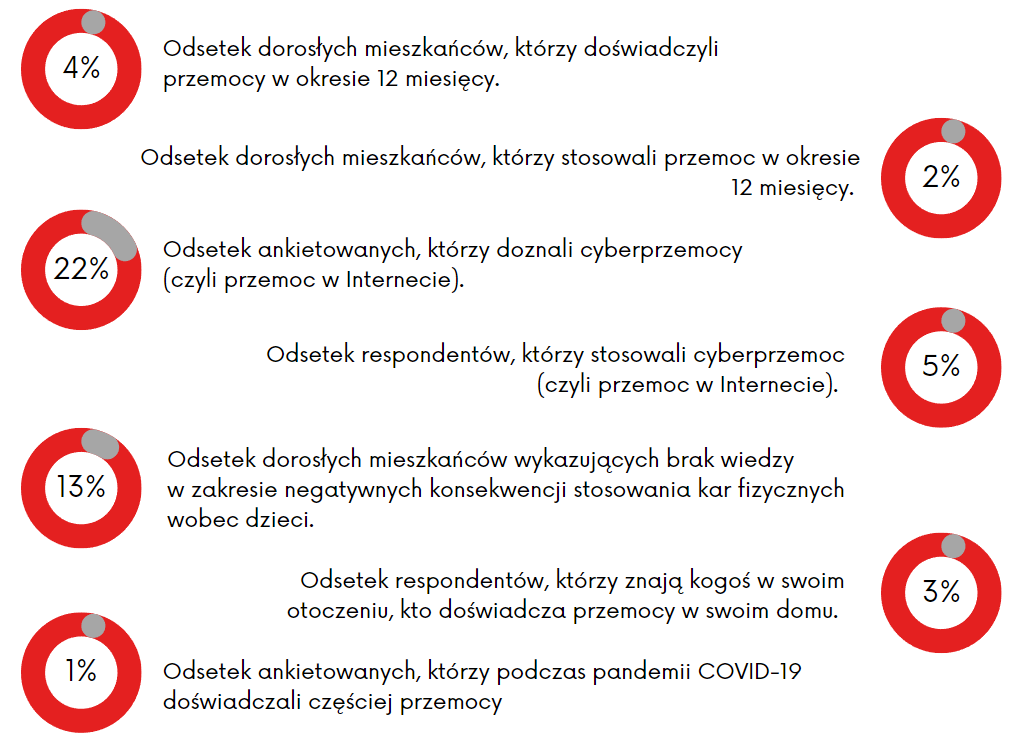 4%
Odsetek dorosłych mieszkańców, którzy doświadczyli
przemocy w okresie 12 miesięcy.
Odsetek dorosłych mieszkańców, którzy stosowali przemoc w okresie
12 miesięcy.
2%
22%
Odsetek ankietowanych, którzy doznali cyberprzemocy
(czyli przemoc w Internecie).
Odsetek respondentów, którzy stosowali cyberprzemoc
(czyli przemoc w Internecie).
5%
13%
Odsetek dorosłych mieszkańców wykazujących brak wiedzy
w zakresie negatywnych konsekwencji stosowania kar fizycznych
wobec dzieci.
Odsetek respondentów, którzy znają kogoś w swoim
otoczeniu, kto doświadcza przemocy w swoim domu.
3%
1%
Odsetek ankietowanych, którzy podczas pandemii COVID-19
doświadczali częściej przemocy